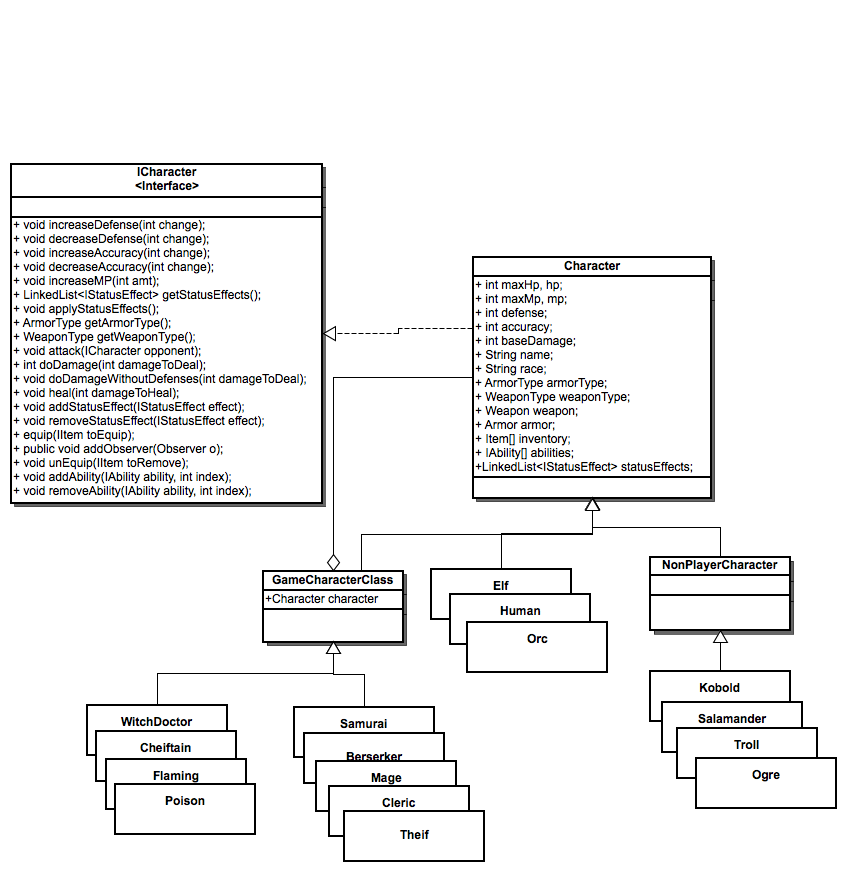 ICharacter
<Interface>
+ void increaseDefense(int change);
+ void decreaseDefense(int change);
+ void increaseAccuracy(int change);
+ void decreaseAccuracy(int change);
+ void increaseMP(int amt);
+ LinkedList<IStatusEffect> getStatusEffects();
+ void applyStatusEffects();
+ ArmorType getArmorType();
+ WeaponType getWeaponType();
+ void attack(ICharacter opponent);
+ int doDamage(int damageToDeal);
+ void doDamageWithoutDefenses(int damageToDeal);
+ void heal(int damageToHeal);
+ void addStatusEffect(IStatusEffect effect);
+ void removeStatusEffect(IStatusEffect effect);
+ equip(IItem toEquip);
+ public void addObserver(Observer o);
+ void unEquip(IItem toRemove);
+ void addAbility(IAbility ability, int index);
+ void removeAbility(IAbility ability, int index);
Character
+ int maxHp, hp;
+ int maxMp, mp;
+ int defense;
+ int accuracy;
+ int baseDamage;
+ String name;
+ String race;
+ ArmorType armorType;
+ WeaponType weaponType;
+ Weapon weapon;
+ Armor armor;
+ Item[] inventory;
+ IAbility[] abilities;
+LinkedList<IStatusEffect> statusEffects;
GameCharacterClass
+Character character
Elf
Human
Orc
NonPlayerCharacter
WitchDoctor
Cheiftain
Flaming
Poison
Samurai
Berserker
Mage
Cleric
Theif
Kobold
Salamander
Troll
Ogre